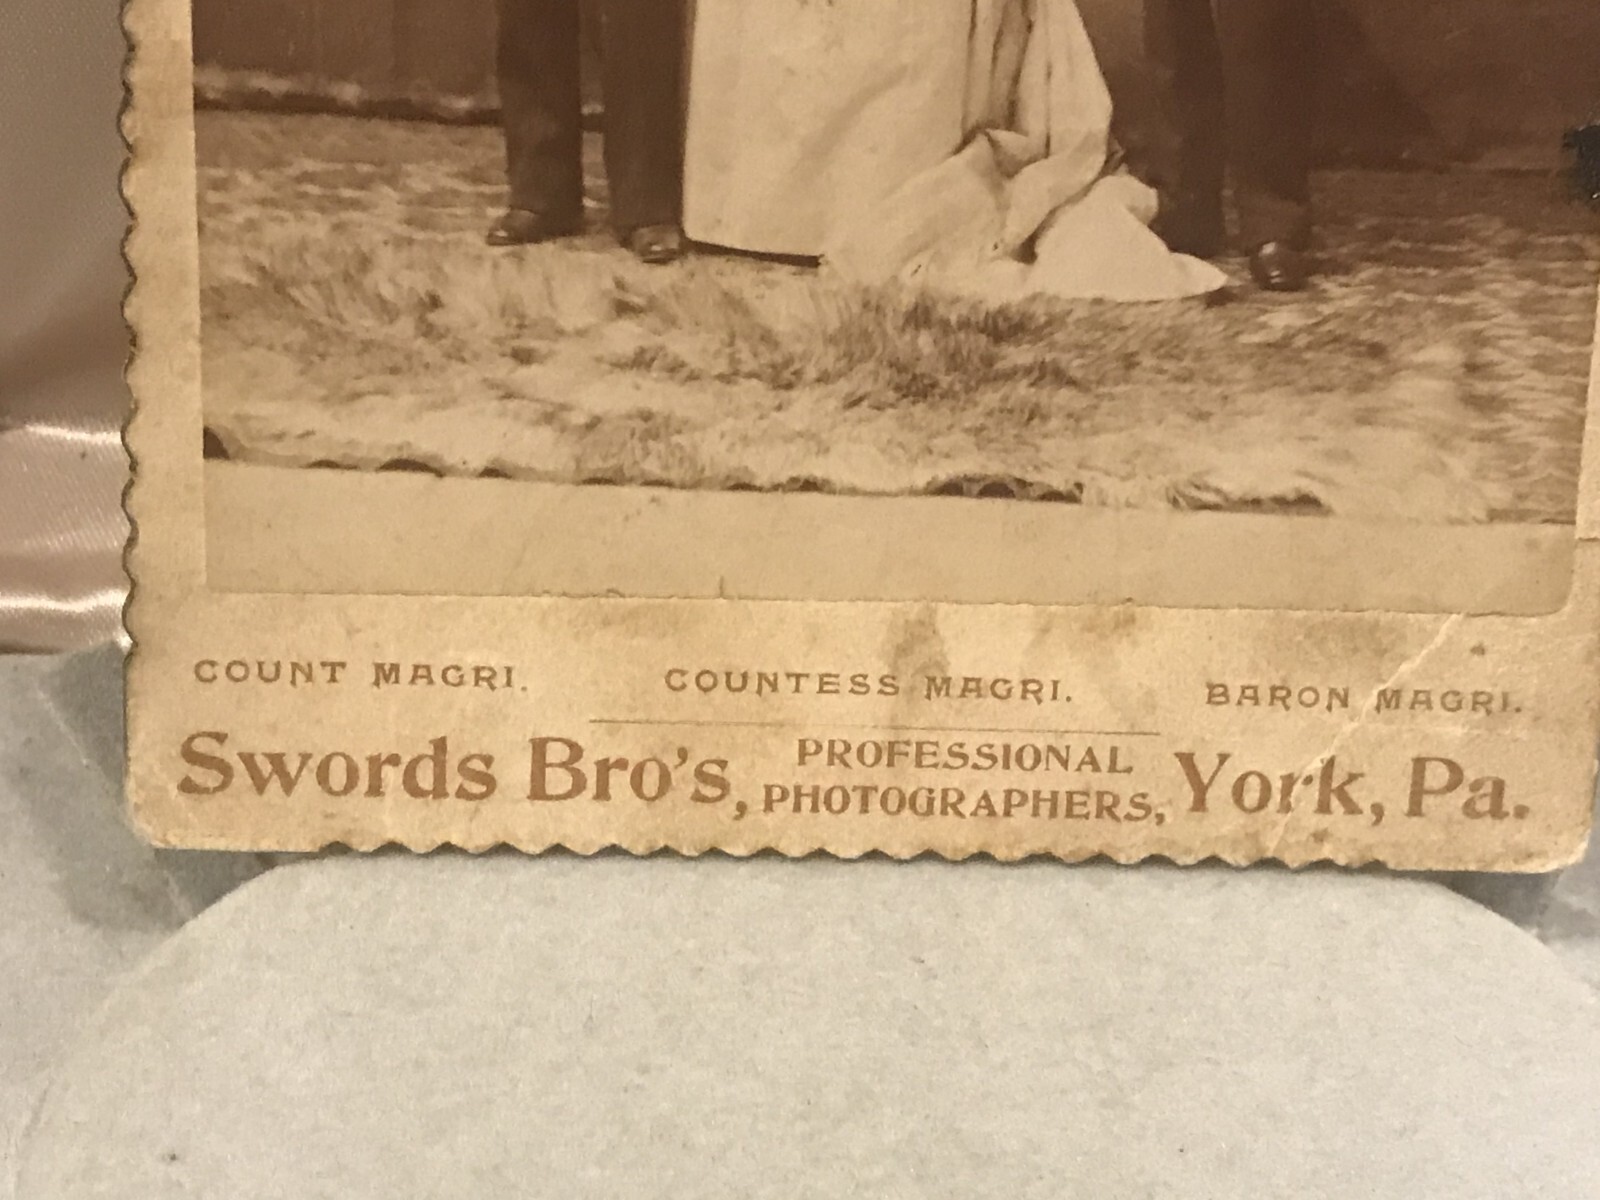 COUNT MAGRI. COUNTESS MAGRI. BARON MAGRI.
Swords Bro's, PROFESSIONAL PHOTOGRAPHERS, York, Pa.